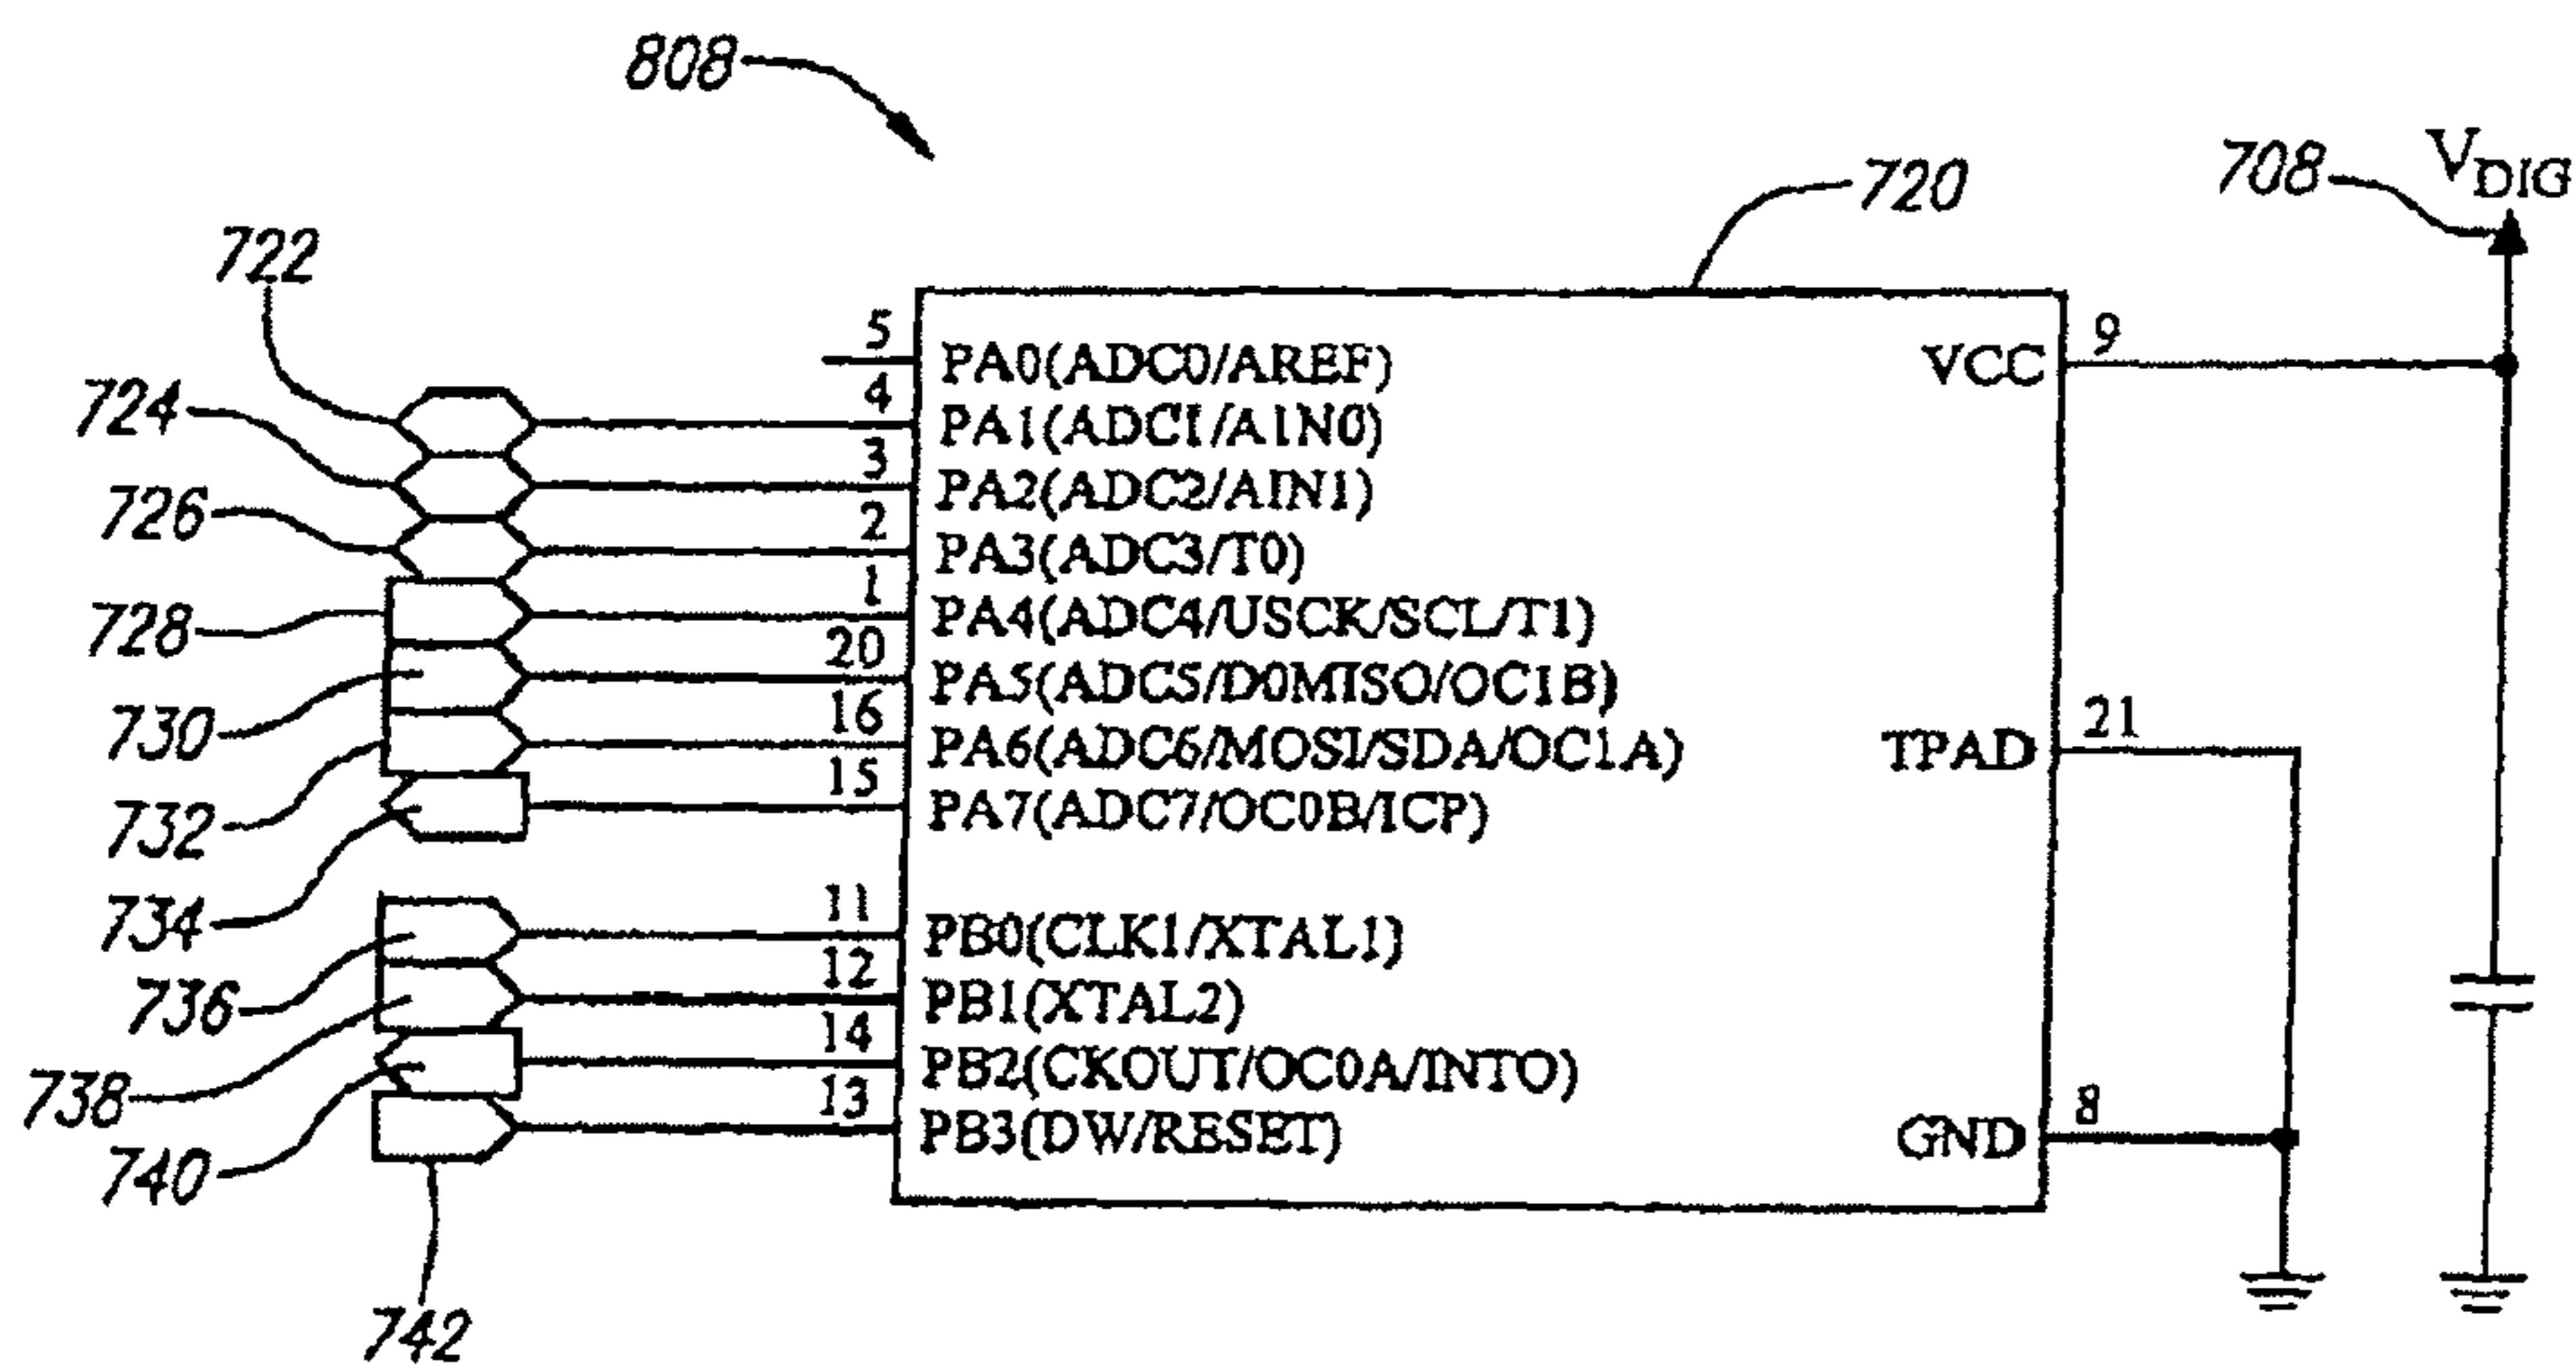 808
708
VDIG
720
722
5
PA0(ADC0/AREF)
VCC
9
724
4
PA1(ADC1/A1N0)
726
3
PA2(ADC2/AIN1)
2
PA3(ADC3/T0)
728
1
PA4(ADC4/USCK/SCL/T1)
730
20
PA5(ADC5/D0MISO/OC1B)
732
16
PA6(ADC6/MOSI/SDA/OC1A)
TPAD
21
734
15
PA7(ADC7/OC0B/ICP)
736
11
PB0(CLK1/XTAL1)
738
12
PB1(XTAL2)
740
14
PB2(CKOUT/OC0A/INTO)
13
PB3(DW/RESET)
GND
8
742